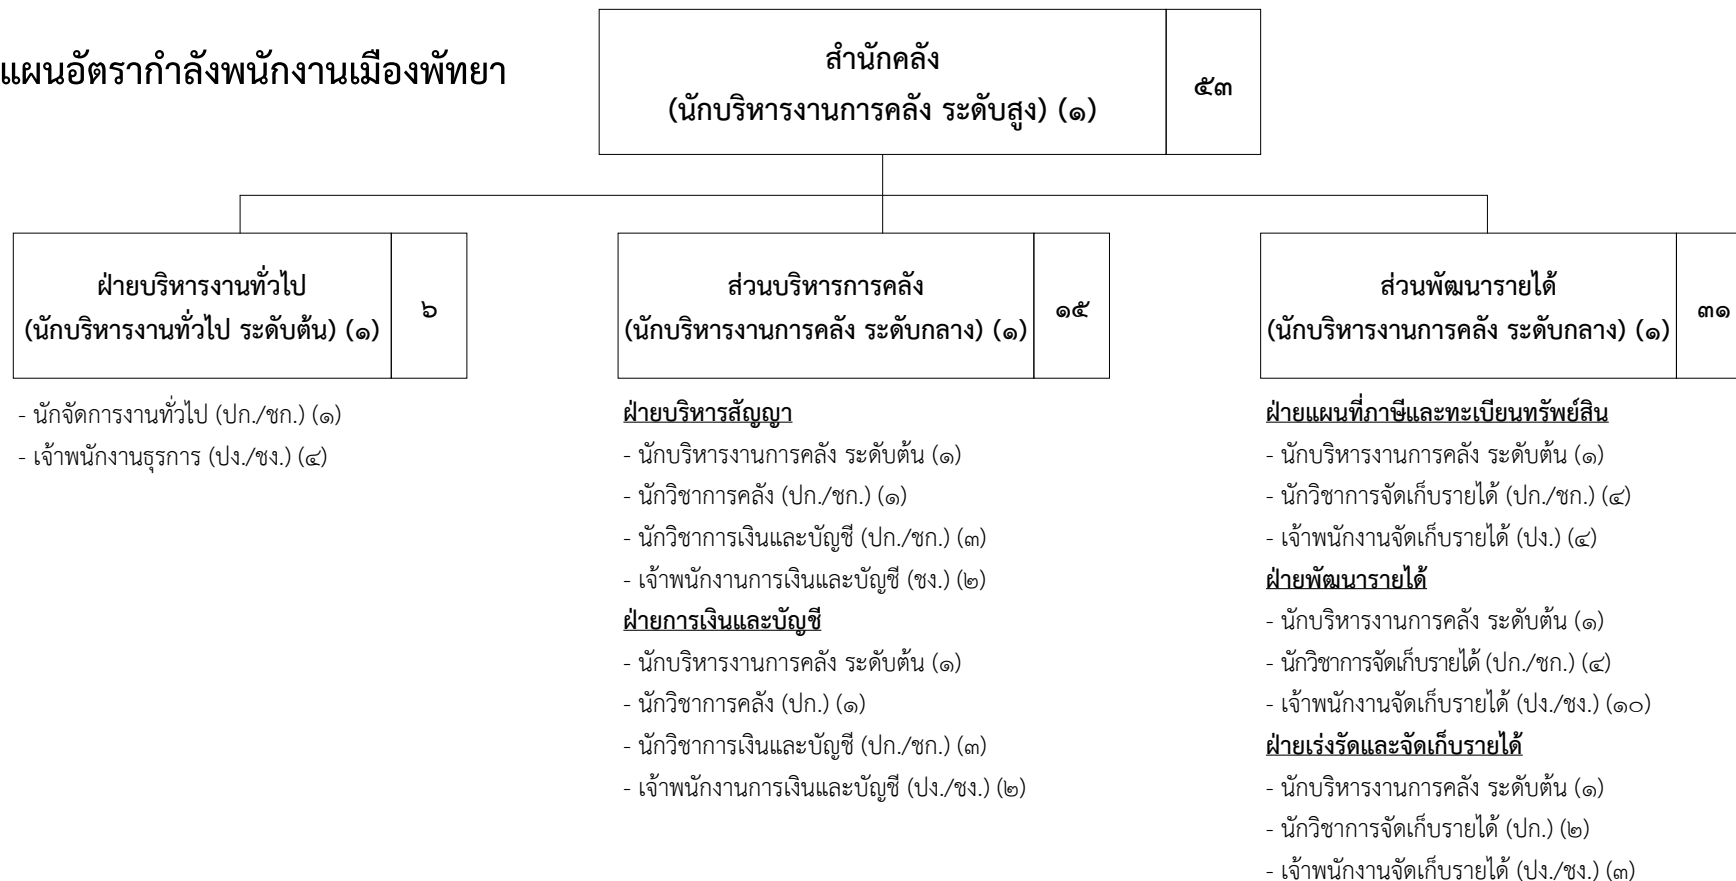 แผนอัตรากำลังพนักงานเมืองพัทยา
สำนักคลัง
(นักบริหารงานการคลัง ระดับสูง) (๑)
๕๓
ฝ่ายบริหารงานทั่วไป
(นักบริหารงานทั่วไป ระดับต้น) (๑)
๖
- นักจัดการงานทั่วไป (ปก./ชก.) (๑)
- เจ้าพนักงานธุรการ (ปง./ชง.) (๔)
ส่วนบริหารการคลัง
(นักบริหารงานการคลัง ระดับกลาง) (๑)
๑๕
ฝ่ายบริหารสัญญา
- นักบริหารงานการคลัง ระดับต้น (๑)
- นักวิชาการคลัง (ปก./ชก.) (๑)
- นักวิชาการเงินและบัญชี (ปก./ชก.) (๓)
- เจ้าพนักงานการเงินและบัญชี (ชง.) (๒)
ฝ่ายการเงินและบัญชี
- นักบริหารงานการคลัง ระดับต้น (๑)
- นักวิชาการคลัง (ปก.) (๑)
- นักวิชาการเงินและบัญชี (ปก./ชก.) (๓)
- เจ้าพนักงานการเงินและบัญชี (ปง./ชง.) (๒)
ส่วนพัฒนารายได้
(นักบริหารงานการคลัง ระดับกลาง) (๑)
๓๑
ฝ่ายแผนที่ภาษีและทะเบียนทรัพย์สิน
- นักบริหารงานการคลัง ระดับต้น (๑)
- นักวิชาการจัดเก็บรายได้ (ปก./ชก.) (๔)
- เจ้าพนักงานจัดเก็บรายได้ (ปง.) (๔)
ฝ่ายพัฒนารายได้
- นักบริหารงานการคลัง ระดับต้น (๑)
- นักวิชาการจัดเก็บรายได้ (ปก./ชก.) (๔)
- เจ้าพนักงานจัดเก็บรายได้ (ปง./ชง.) (๑๐)
ฝ่ายเร่งรัดและจัดเก็บรายได้
- นักบริหารงานการคลัง ระดับต้น (๑)
- นักวิชาการจัดเก็บรายได้ (ปก.) (๒)
- เจ้าพนักงานจัดเก็บรายได้ (ปง./ชง.) (๓)